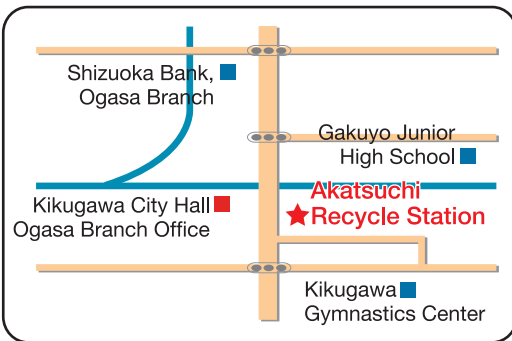 Shizuoka Bank,
Ogasa Branch
Gakuyo Junior
High School
Akatsuchi
Recycle Station
Kikugawa City Hall
Ogasa Branch Office
Kikugawa
Gymnastics Center